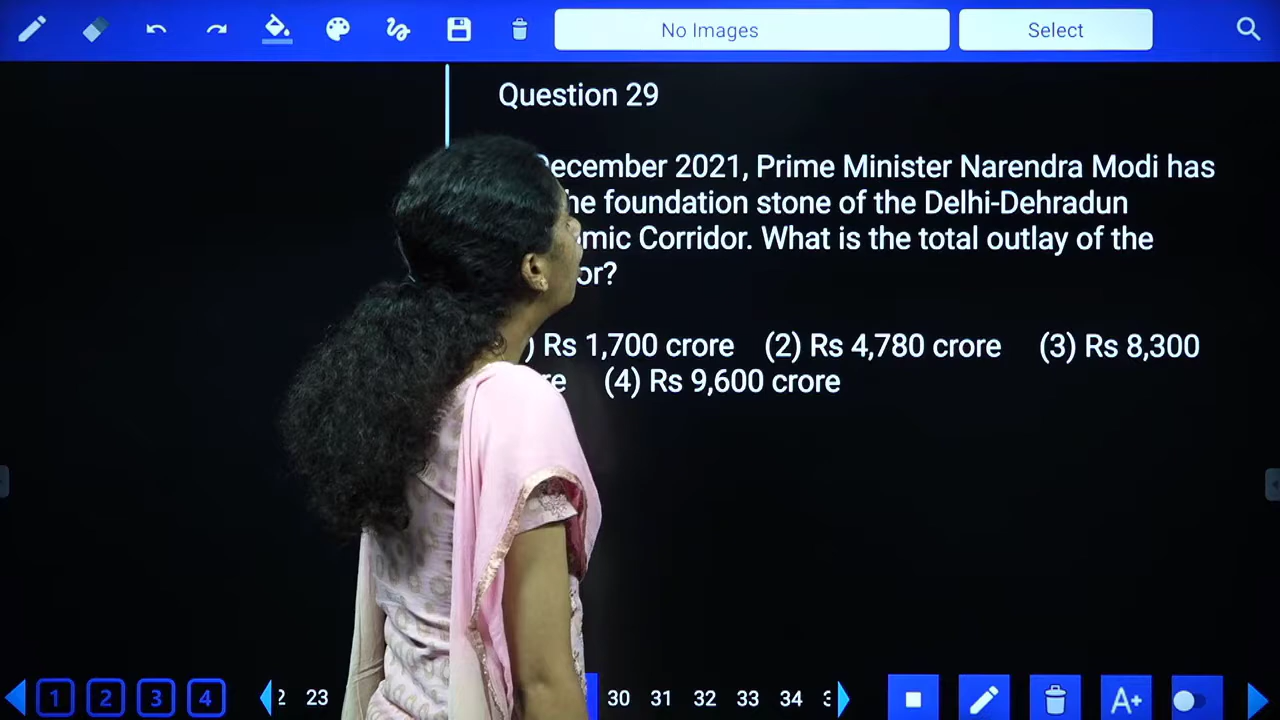 No Images
Select
Question 29
December 2021, Prime Minister Narendra Modi has
he foundation stone of the Delhi-Dehradun
mic Corridor. What is the total outlay of the
or?
) Rs 1,700 crore (2) Rs 4,780 crore (3) Rs 8,300
re (4) Rs 9,600 crore
1 2 3 4 2 23 30 31 32 33 34 3 A+